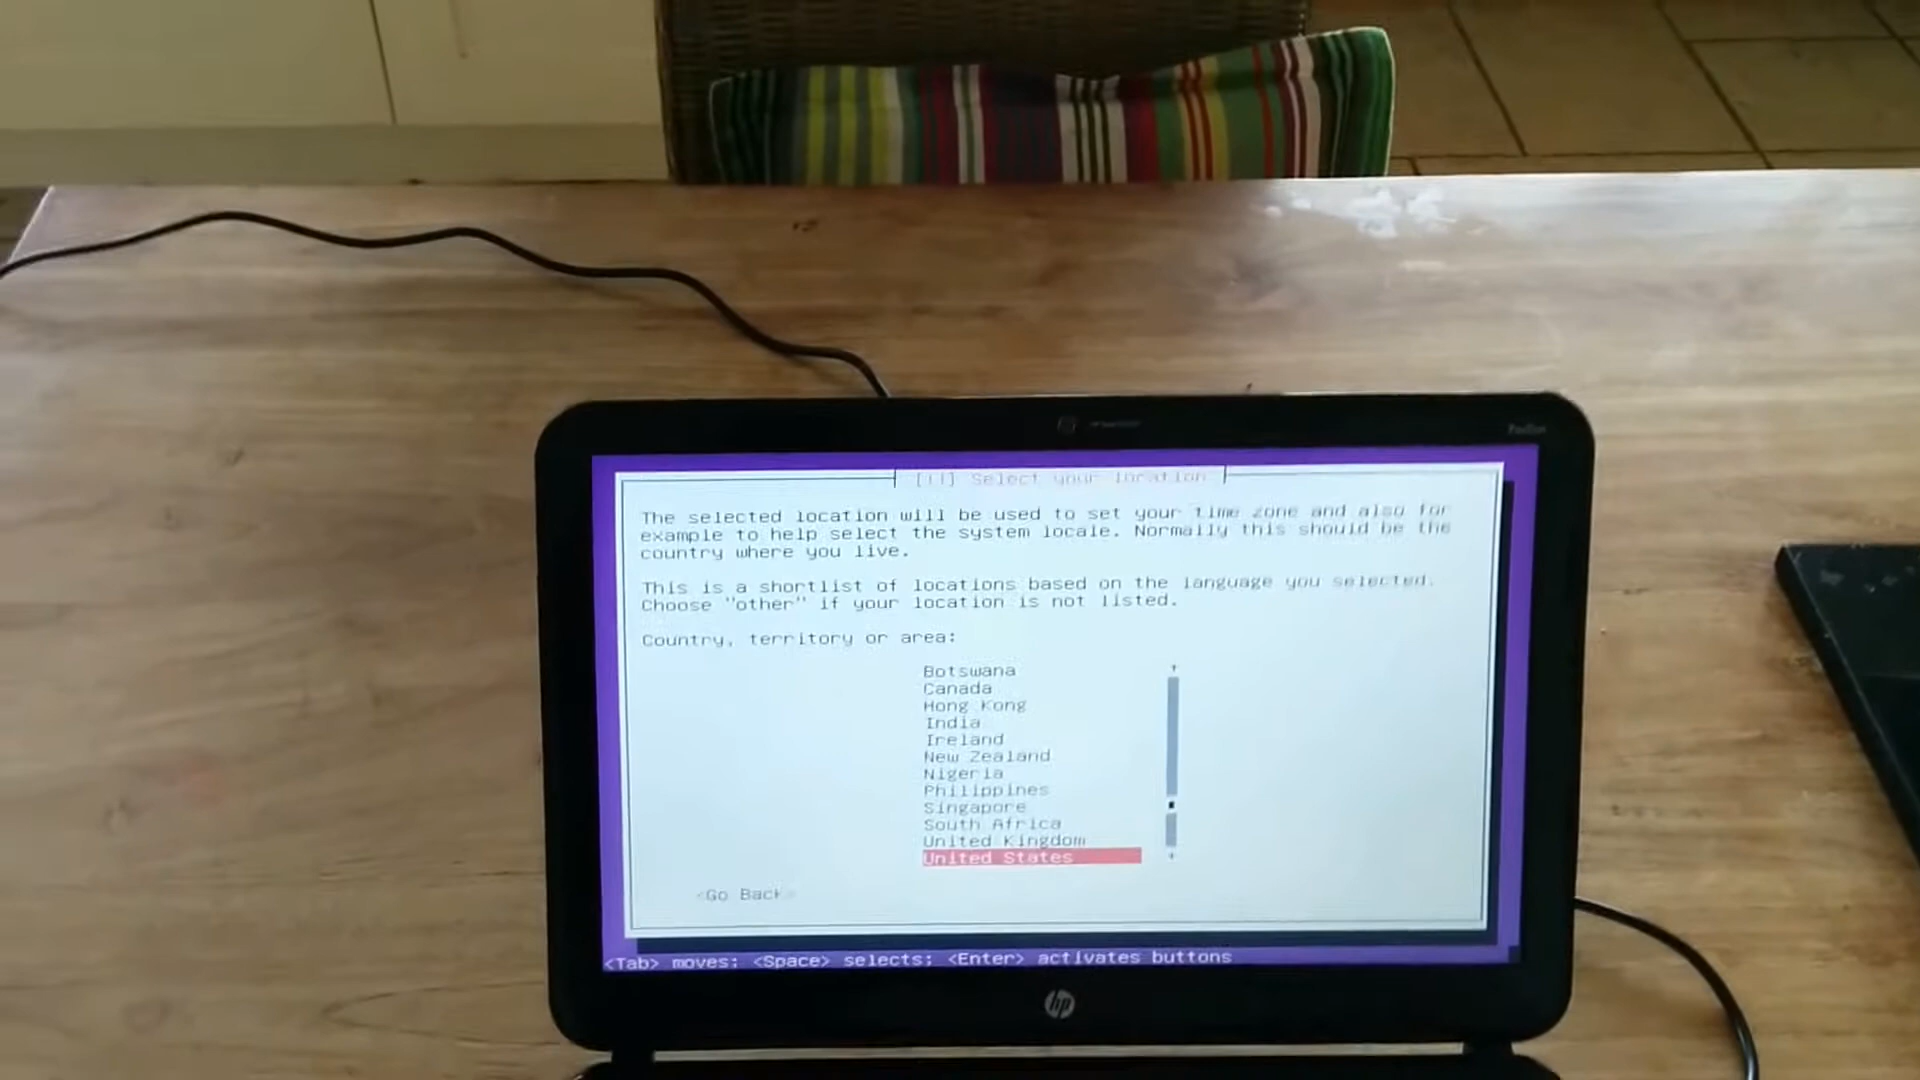 Pavilion
[!!] Select your location
The selected location will be used to set your time zone and also for
example to help select the system locale. Normally this should be the
country where you live.
This is a shortlist of locations based on the language you selected.
Choose "other" if your location is not listed.
Country, territory or area:
Botswana
Canada
Hong Kong
India
Ireland
New Zealand
Nigeria
Philippines
Singapore
South Africa
United Kingdom
United States
<Go Back>
<Tab> moves; <Space> selects; <Enter> activates buttons
hp